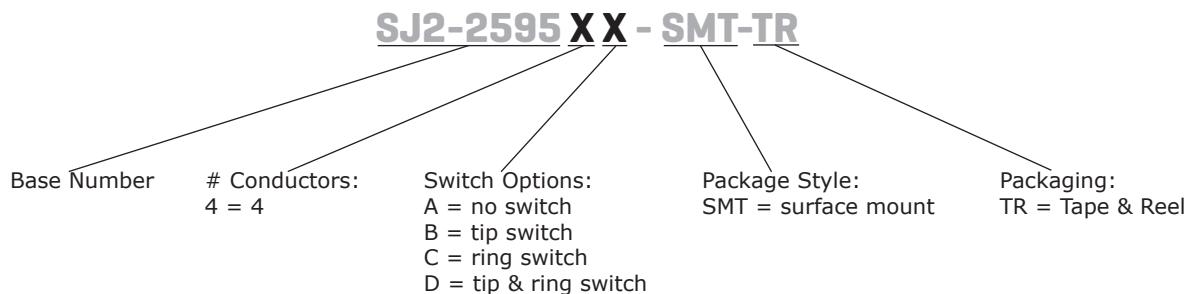 SJ2-2595 X X - SMT-TR
Base Number
# Conductors:
4 = 4
Switch Options:
A = no switch
B = tip switch
C = ring switch
D = tip & ring switch
Package Style:
SMT = surface mount
Packaging:
TR = Tape & Reel